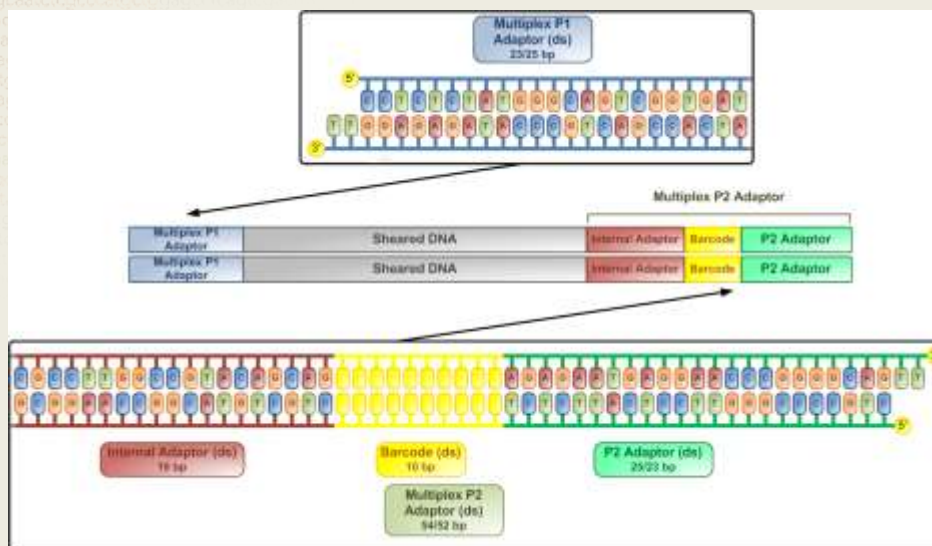 Multiplex P1
Adaptor (ds)
23/25 bp
5'
C C T C T C T A T G G G C A G T C G G T G A T
T T G G A G A G A T A C C C G T C A G C C A C T A
3'
Multiplex P2 Adaptor
Multiplex P1
Adaptor
Sheared DNA
Internal Adaptor
Barcode
P2 Adaptor
Multiplex P1
Adaptor
Sheared DNA
Internal Adaptor
Barcode
P2 Adaptor
C G C C T T G G C C G T A C A G C A G
A G A G A A T G A G G A A C C C G G G G C A G T T
G C G G A A C C G G C A T G T C G T C
T C T C T T A C T C C T T G G G C C C C G T C
5'
Internal Adaptor (ds)
19 bp
Barcode (ds)
10 bp
P2 Adaptor (ds)
25/23 bp
Multiplex P2
Adaptor (ds)
54/52 bp